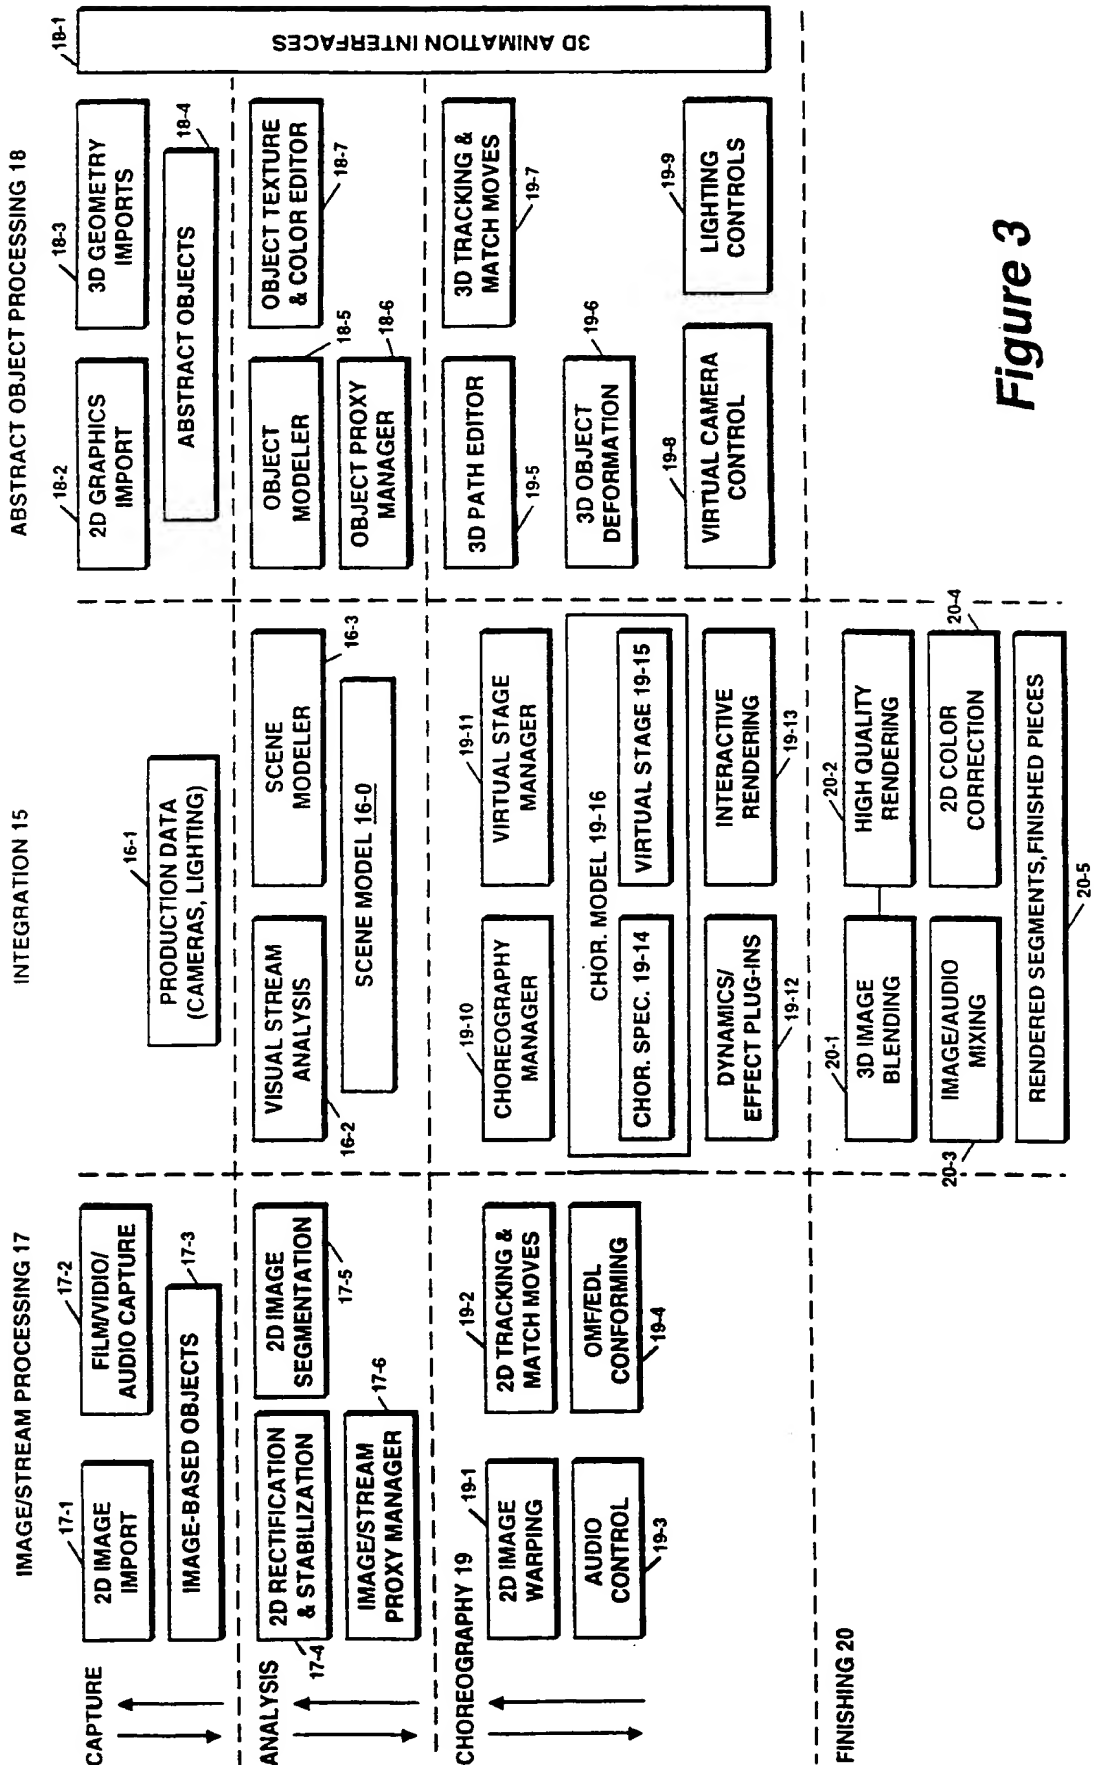 IMAGE/STREAM PROCESSING 17
INTEGRATION 15
ABSTRACT OBJECT PROCESSING 18
CAPTURE
17-1
2D IMAGE
IMPORT
17-2
FILM/VIDIO/
AUDIO CAPTURE
IMAGE-BASED OBJECTS
17-3
16-1
PRODUCTION DATA
(CAMERAS, LIGHTING)
18-2
2D GRAPHICS
IMPORT
18-3
3D GEOMETRY
IMPORTS
ABSTRACT OBJECTS
18-4
18-1
3D ANIMATION INTERFACES
ANALYSIS
2D RECTIFICATION
& STABILIZATION
17-4
2D IMAGE
SEGMENTATION
17-5
IMAGE/STREAM
PROXY MANAGER
17-6
VISUAL STREAM
ANALYSIS
16-2
SCENE
MODELER
16-3
SCENE MODEL 16-0
OBJECT
MODELER
18-5
OBJECT TEXTURE
& COLOR EDITOR
18-7
OBJECT PROXY
MANAGER
18-6
CHOREOGRAPHY 19
19-1
2D IMAGE
WARPING
19-2
2D TRACKING &
MATCH MOVES
AUDIO
CONTROL
19-3
OMF/EDL
CONFORMING
19-4
19-10
CHOREOGRAPHY
MANAGER
19-11
VIRTUAL STAGE
MANAGER
CHOR. MODEL 19-16
CHOR. SPEC. 19-14
VIRTUAL STAGE 19-15
DYNAMICS/
EFFECT PLUG-INS
19-12
INTERACTIVE
RENDERING
19-13
3D PATH EDITOR
19-5
3D TRACKING &
MATCH MOVES
19-7
3D OBJECT
DEFORMATION
19-6
19-8
VIRTUAL CAMERA
CONTROL
19-9
LIGHTING
CONTROLS
FINISHING 20
20-1
3D IMAGE
BLENDING
20-2
HIGH QUALITY
RENDERING
IMAGE/AUDIO
MIXING
20-3
2D COLOR
CORRECTION
20-4
RENDERED SEGMENTS,FINISHED PIECES
20-5
Figure 3